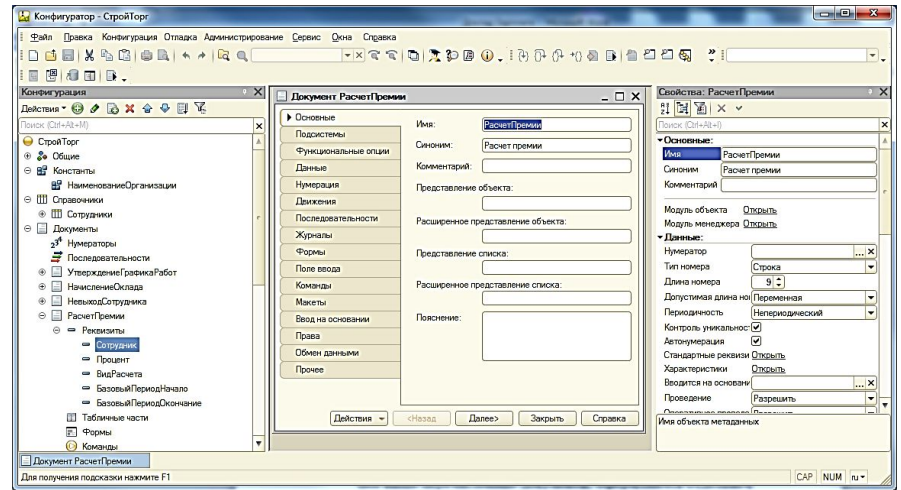 Конфигуратор - СтройТорг
Файл Правка Конфигурация Отладка Администрирование Сервис Окна Справка
Конфигурация
Действия
Поиск (Ctrl+Alt+M)
СтройТорг
Общие
Константы
НаименованиеОрганизации
Справочники
Сотрудники
Документы
Нумераторы
Последовательности
УтверждениеГрафикаРабот
НачислениеОклада
НевыходСотрудника
РасчетПремии
Реквизиты
Сотрудник
Процент
ВидРасчета
БазовыйПериодНачало
БазовыйПериодОкончание
Табличные части
Формы
Команды
Документ РасчетПремии
Основные
Подсистемы
Функциональные опции
Данные
Нумерация
Движения
Последовательности
Журналы
Формы
Поле ввода
Команды
Макеты
Ввод на основании
Права
Обмен данными
Прочее
Имя: РасчетПремии
Синоним: Расчет премии
Комментарий:
Представление объекта:
Расширенное представление объекта:
Представление списка:
Расширенное представление списка:
Пояснение:
Действия <Назад Далее> Закрыть Справка
Свойства: РасчетПремии
Поиск (Ctrl+Alt+I)
Основные:
Имя РасчетПремии
Синоним Расчет премии
Комментарий
Модуль объекта Открыть
Модуль менеджера Открыть
Данные:
Нумератор ...
Тип номера Строка
Длина номера 9
Допустимая длина но Переменная
Периодичность Непериодический
Контроль уникальнос
Автонумерация
Стандартные реквизи Открыть
Характеристики Открыть
Вводится на основани ...
Проведение Разрешить
Имя объекта метаданных
Документ РасчетПремии
Для получения подсказки нажмите F1
CAP NUM ru